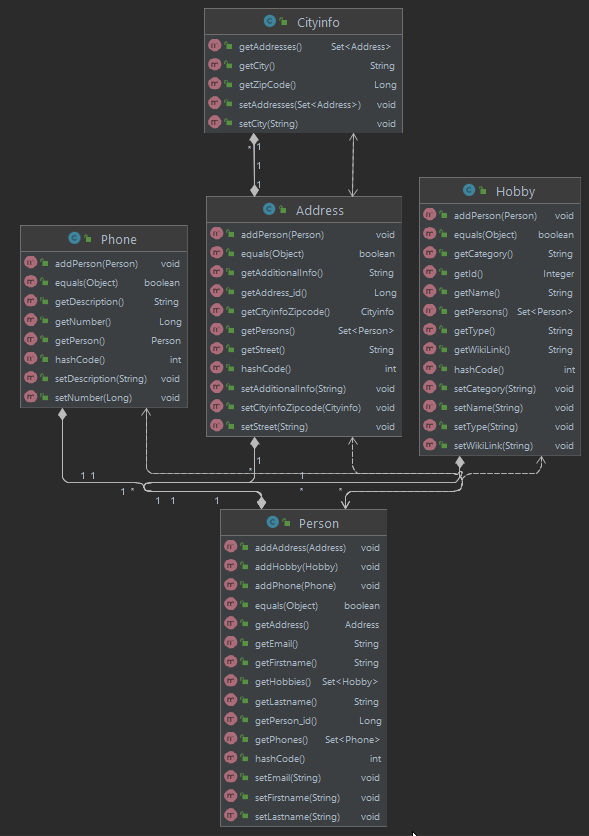 Cityinfo
getAddresses() Set<Address>
getCity() String
getZipCode() Long
setAddresses(Set<Address>) void
setCity(String) void
* 1
1
1
Address
addPerson(Person) void
equals(Object) boolean
getAdditionalInfo() String
getAddress_id() Long
getCityinfoZipcode() Cityinfo
getPersons() Set<Person>
getStreet() String
hashCode() int
setAdditionalInfo(String) void
setCityinfoZipcode(Cityinfo) void
setStreet(String) void
Hobby
addPerson(Person) void
equals(Object) boolean
getCategory() String
getId() Integer
getName() String
getPersons() Set<Person>
getType() String
getWikiLink() String
hashCode() int
setCategory(String) void
setName(String) void
setType(String) void
setWikiLink(String) void
Phone
addPerson(Person) void
equals(Object) boolean
getDescription() String
getNumber() Long
getPerson() Person
hashCode() int
setDescription(String) void
setNumber(Long) void
1
*
1 1 1
1 * * *
1 1 1
Person
addAddress(Address) void
addHobby(Hobby) void
addPhone(Phone) void
equals(Object) boolean
getAddress() Address
getEmail() String
getFirstname() String
getHobbies() Set<Hobby>
getLastname() String
getPerson_id() Long
getPhones() Set<Phone>
hashCode() int
setEmail(String) void
setFirstname(String) void
setLastname(String) void